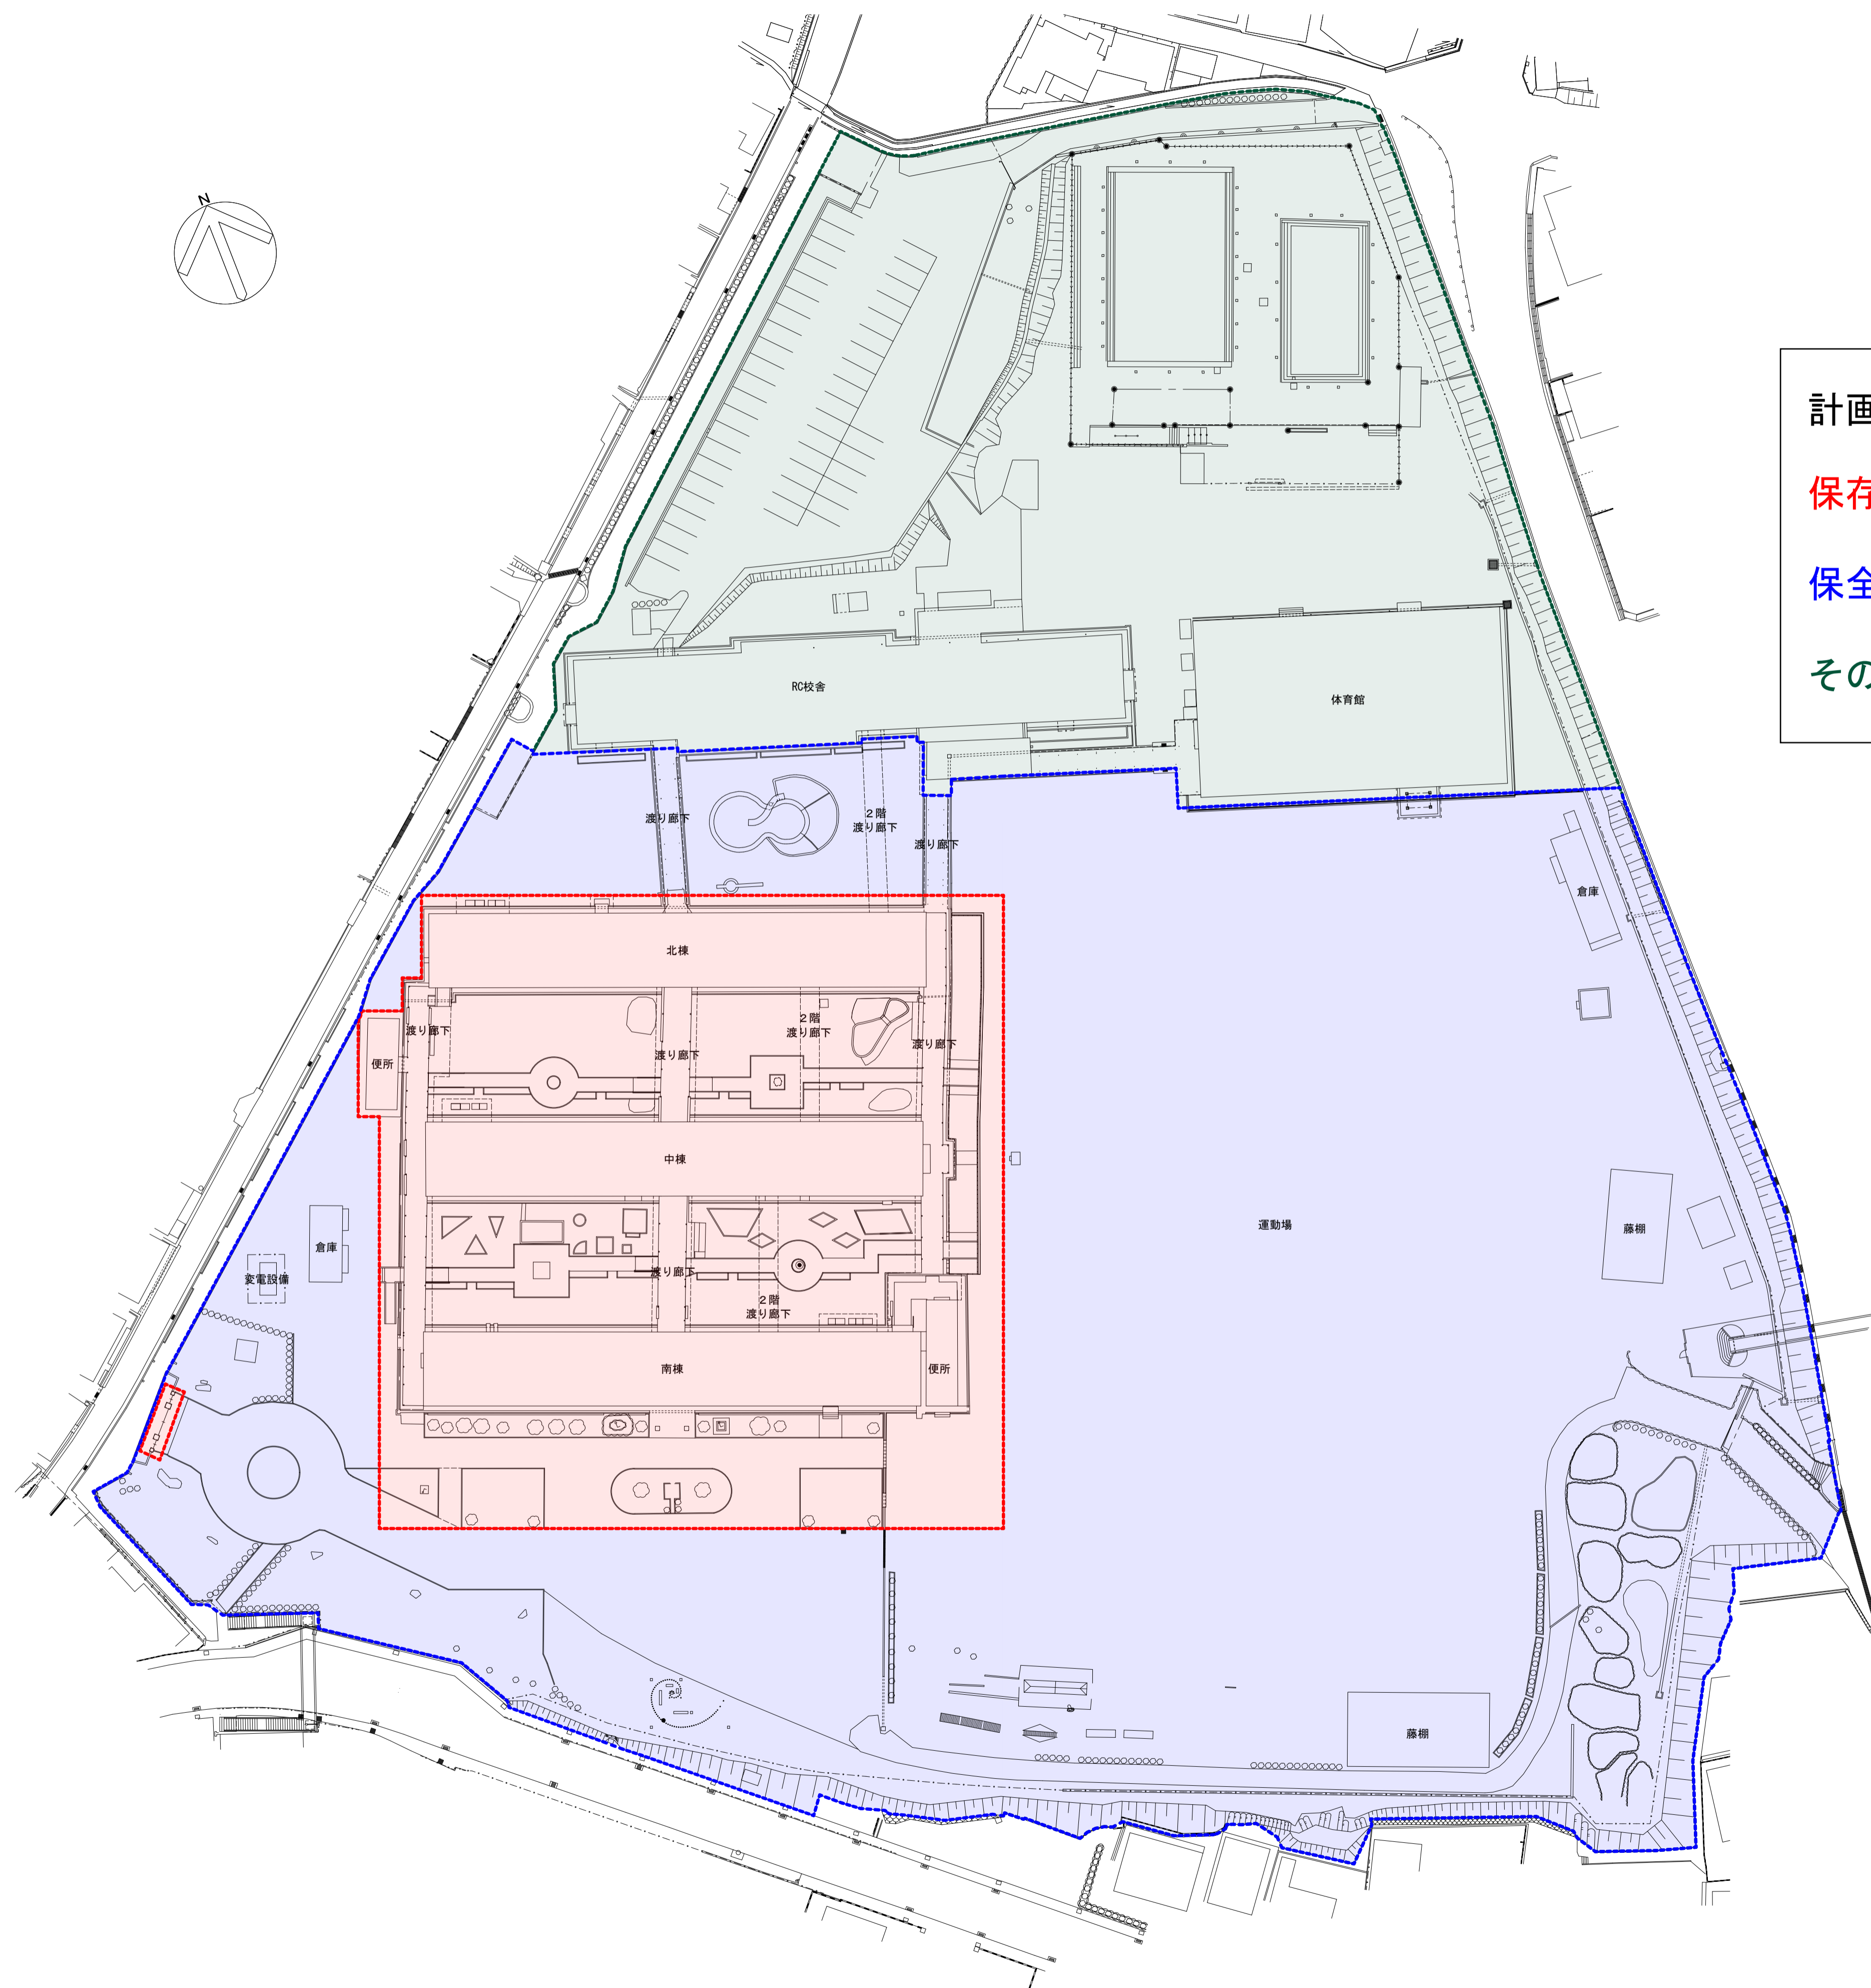 N
計画
保存
保全
その
RC校舎
体育館
渡り廊下
2階
渡り廊下
渡り廊下
倉庫
北棟
渡り廊下
2階
渡り廊下
渡り廊下
渡り廊下
便所
中棟
運動場
藤棚
倉庫
変電設備
渡り廊下
2階
渡り廊下
南棟
便所
藤棚